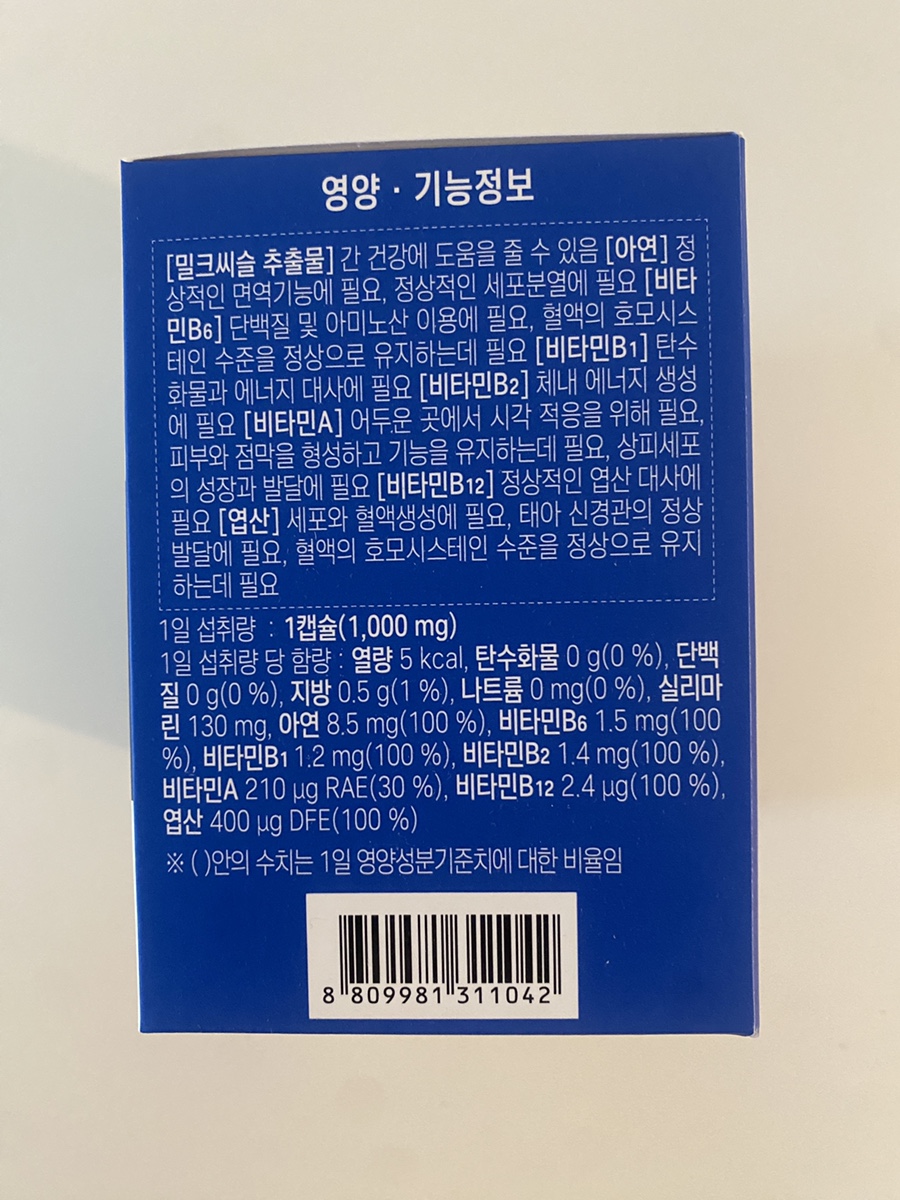 영양 · 기능정보
[밀크씨슬 추출물] 간 건강에 도움을 줄 수 있음 [아연] 정
상적인 면역기능에 필요, 정상적인 세포분열에 필요 [비타
민B6] 단백질 및 아미노산 이용에 필요, 혈액의 호모시스
테인 수준을 정상으로 유지하는데 필요 [비타민B1] 탄수
화물과 에너지 대사에 필요 [비타민B2] 체내 에너지 생성
에 필요 [비타민A] 어두운 곳에서 시각 적응을 위해 필요,
피부와 점막을 형성하고 기능을 유지하는데 필요, 상피세포
의 성장과 발달에 필요 [비타민B12] 정상적인 엽산 대사에
필요 [엽산] 세포와 혈액생성에 필요, 태아 신경관의 정상
발달에 필요, 혈액의 호모시스테인 수준을 정상으로 유지
하는데 필요
1일 섭취량 : 1캡슐(1,000 mg)
1일 섭취량 당 함량 : 열량 5 kcal, 탄수화물 0 g(0 %), 단백
질 0 g(0 %), 지방 0.5 g(1 %), 나트륨 0 mg(0 %), 실리마
린 130 mg, 아연 8.5 mg(100 %), 비타민B6 1.5 mg(100
%), 비타민B1 1.2 mg(100 %), 비타민B2 1.4 mg(100 %),
비타민A 210 µg RAE(30 %), 비타민B12 2.4 µg(100 %),
엽산 400 µg DFE(100 %)
※ ( )안의 수치는 1일 영양성분기준치에 대한 비율임
8 809981 311042